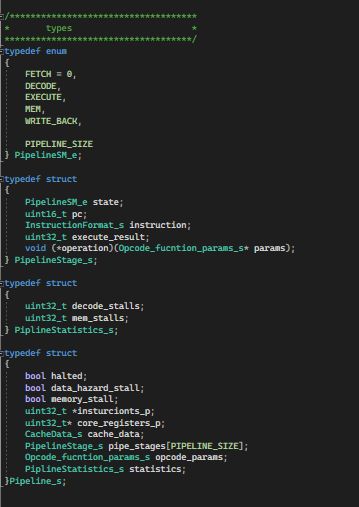 /************************************
*      types                 *
************************************/
typedef enum
{
    FETCH = 0,
    DECODE,
    EXECUTE,
    MEM,
    WRITE_BACK,

    PIPELINE_SIZE
} PipelineSM_e;

typedef struct
{
    PipelineSM_e state;
    uint16_t pc;
    InstructionFormat_s instruction;
    uint32_t execute_result;
    void (*operation)(Opcode_fucntion_params_s* params);
} PipelineStage_s;

typedef struct
{
    uint32_t decode_stalls;
    uint32_t mem_stalls;
} PiplineStatistics_s;

typedef struct
{
    bool halted;
    bool data_hazard_stall;
    bool memory_stall;
    uint32_t *insturcionts_p;
    uint32_t* core_registers_p;
    CacheData_s cache_data;
    PipelineStage_s pipe_stages[PIPELINE_SIZE];
    Opcode_fucntion_params_s opcode_params;
    PiplineStatistics_s statistics;
}Pipeline_s;